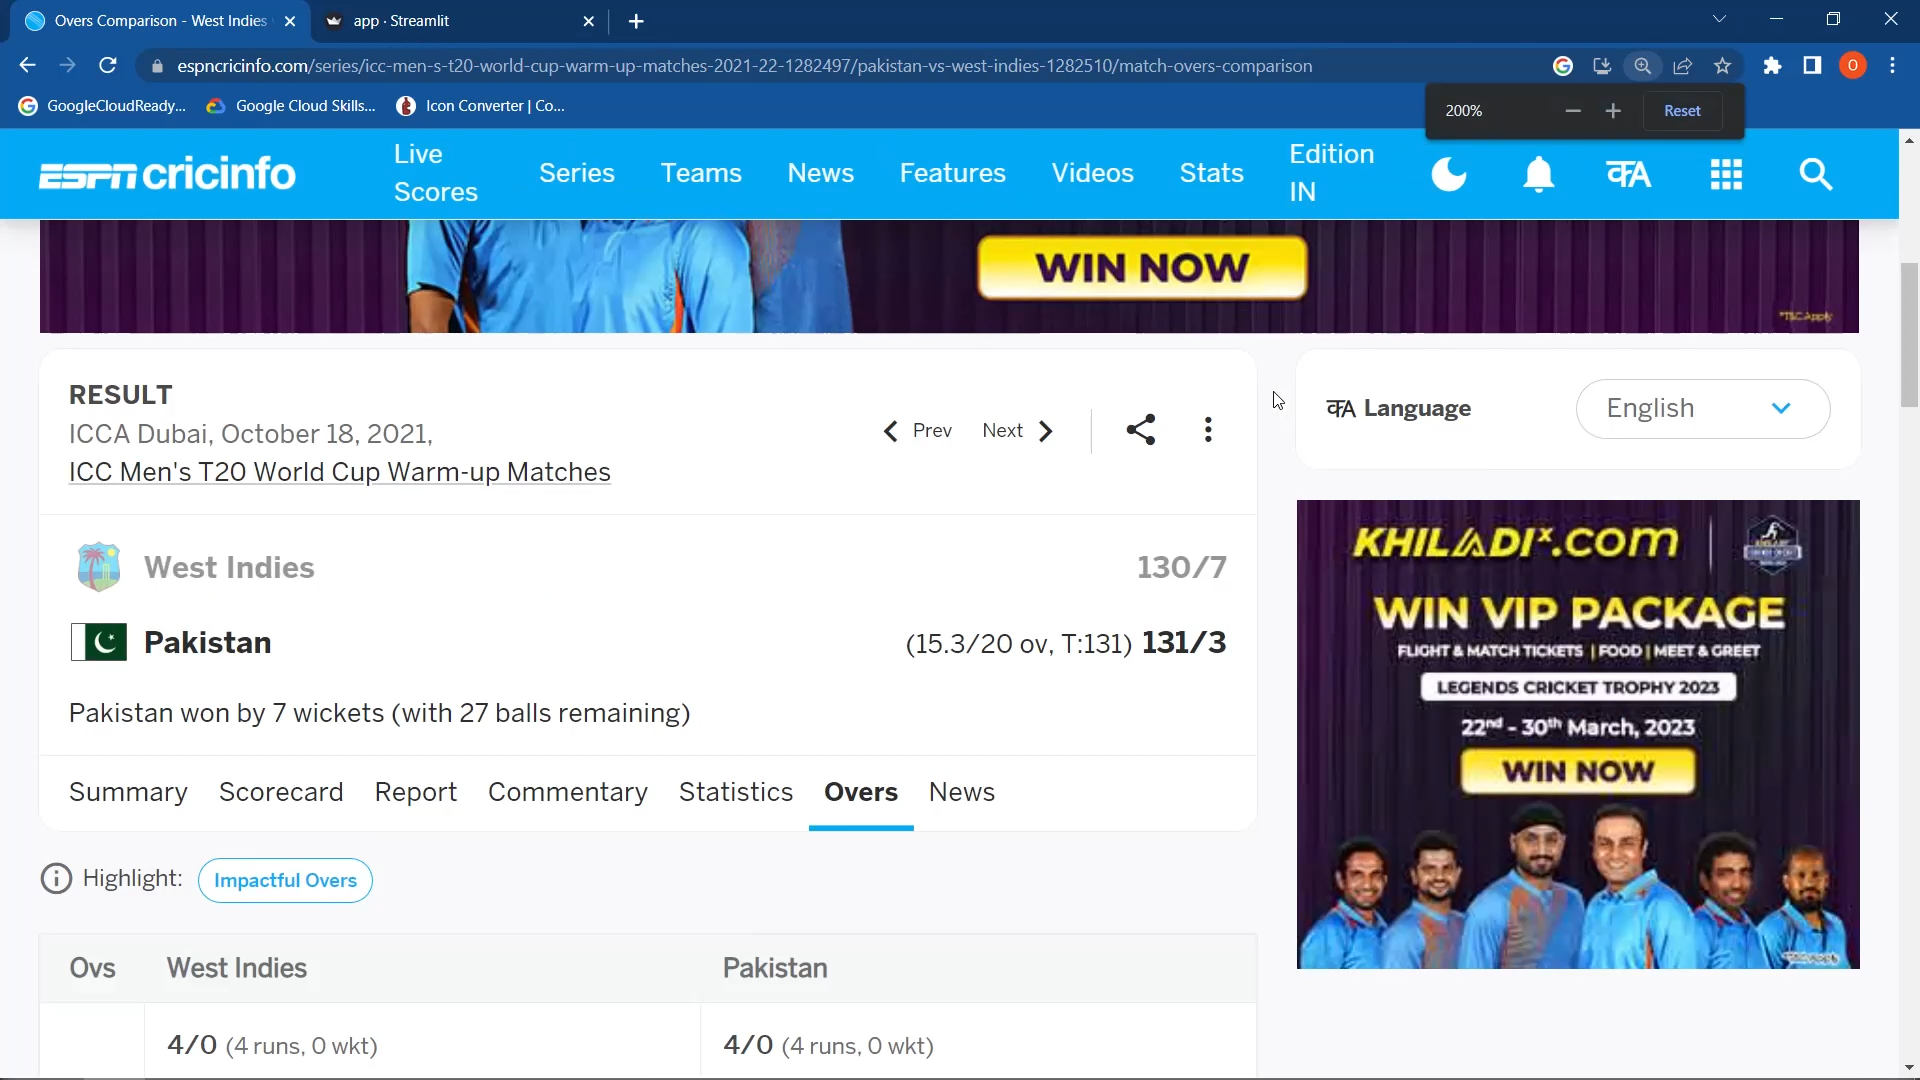 Overs Comparison - West Indies
app · Streamlit
espncricinfo.com/series/icc-men-s-t20-world-cup-warm-up-matches-2021-22-1282497/pakistan-vs-west-indies-1282510/match-overs-comparison
O
GoogleCloudReady...
Google Cloud Skills...
Icon Converter | Co...
200%
Reset
ESPN cricinfo
Live Scores
Series
Teams
News
Features
Videos
Stats
Edition IN
क A
WIN NOW
*T&C Apply
RESULT
ICCA Dubai, October 18, 2021,
ICC Men's T20 World Cup Warm-up Matches
Prev
Next
क A Language
English
West Indies 130/7
Pakistan (15.3/20 ov, T:131) 131/3
Pakistan won by 7 wickets (with 27 balls remaining)
Summary
Scorecard
Report
Commentary
Statistics
Overs
News
Highlight:
Impactful Overs
Ovs West Indies Pakistan
4/0 (4 runs, 0 wkt) 4/0 (4 runs, 0 wkt)
KHILADIX.COM
WIN VIP PACKAGE
FLIGHT & MATCH TICKETS | FOOD | MEET & GREET
LEGENDS CRICKET TROPHY 2023
22nd - 30th March, 2023
WIN NOW
*T&C Apply